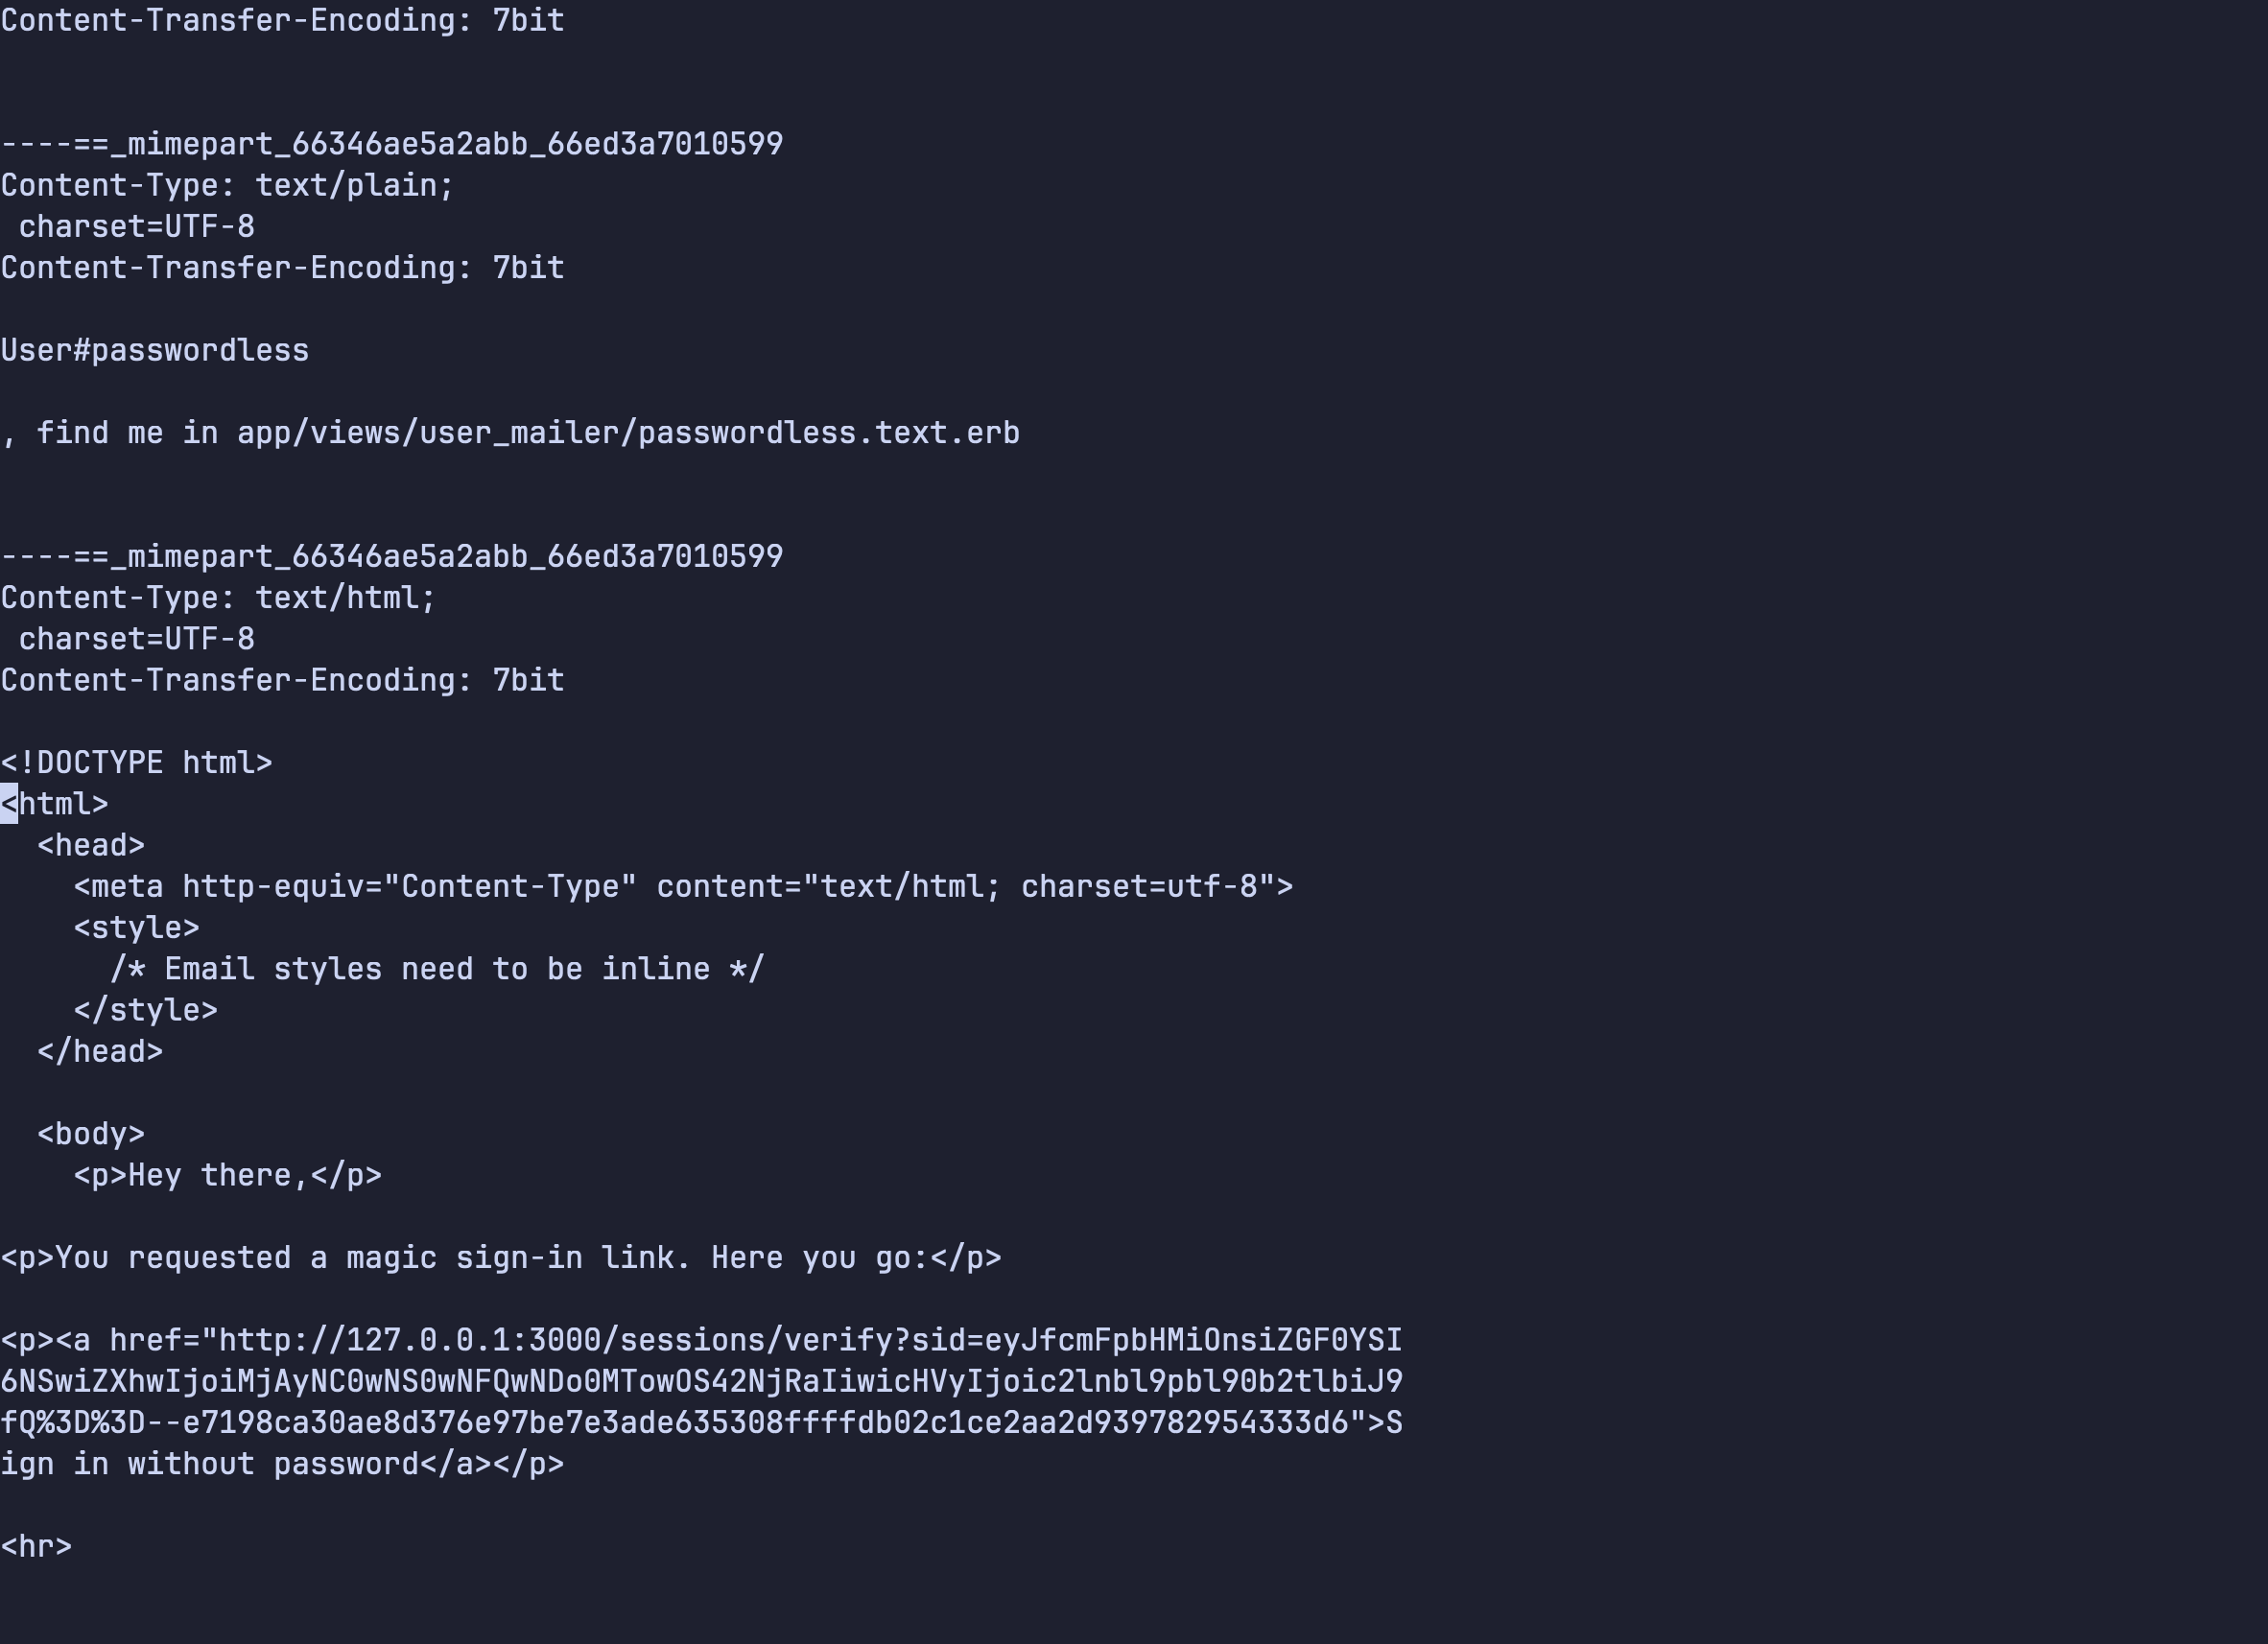 Content-Transfer-Encoding: 7bit
----==_mimepart_66346ae5a2abb_66ed3a7010599
Content-Type: text/plain;
 charset=UTF-8
Content-Transfer-Encoding: 7bit
User#passwordless
, find me in app/views/user_mailer/passwordless.text.erb
----==_mimepart_66346ae5a2abb_66ed3a7010599
Content-Type: text/html;
 charset=UTF-8
Content-Transfer-Encoding: 7bit
<!DOCTYPE html>
<html>
  <head>
    <meta http-equiv="Content-Type" content="text/html; charset=utf-8">
    <style>
      /* Email styles need to be inline */
    </style>
  </head>
  <body>
    <p>Hey there,</p>
<p>You requested a magic sign-in link. Here you go:</p>
<p><a href="http://127.0.0.1:3000/sessions/verify?sid=eyJfcmFpbHMiOnsiZGF0YSI
6NSwiZXhwIjoiMjAyNC0wNS0wNFQwNDo0MTowOS42NjRaIiwicHVyIjoic2lnbl9pbl90b2tlbiJ9
fQ%3D%3D--e7198ca30ae8d376e97be7e3ade635308ffffdb02c1ce2aa2d939782954333d6">S
ign in without password</a></p>
<hr>